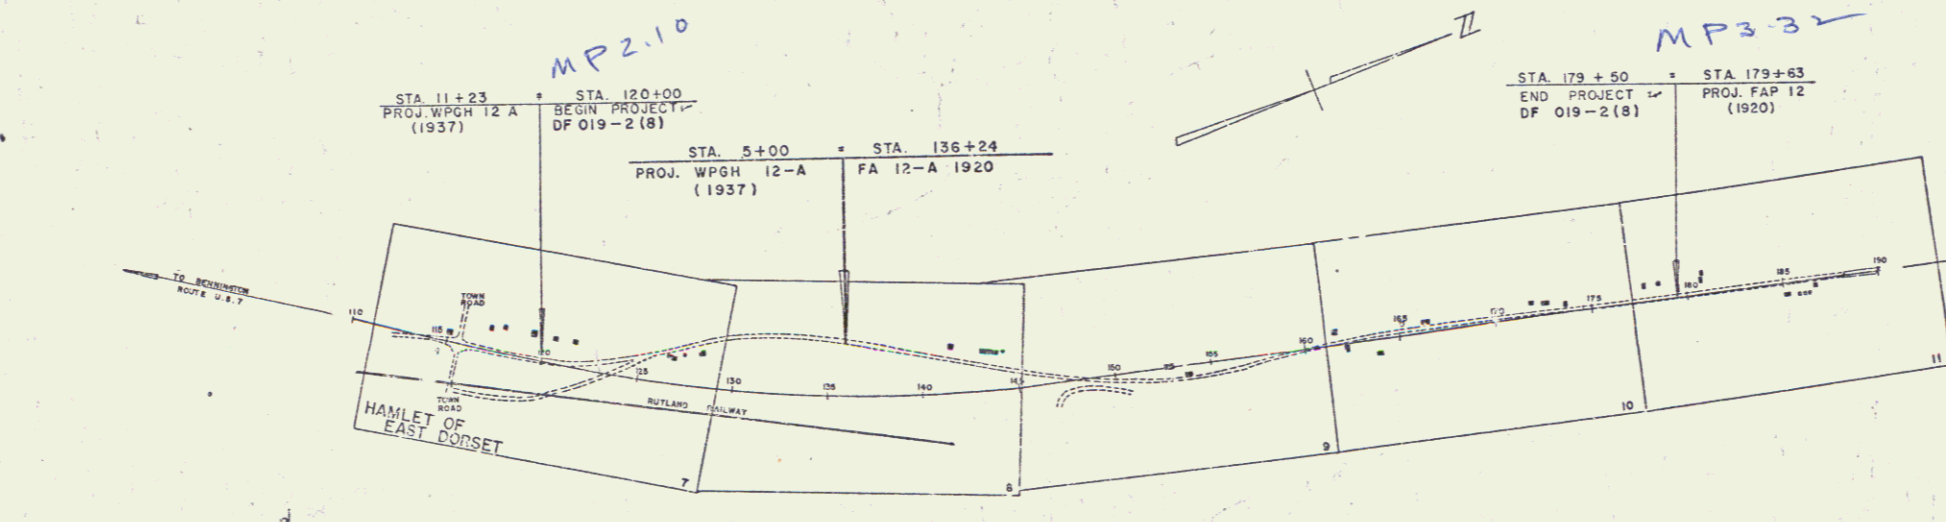 MP 2.10
MP 3.32
N
STA. 11+23 = STA. 120+00
PROJ. WPGH 12 A BEGIN PROJECT
(1937) DF 019-2(8)
STA. 5+00 = STA. 136+24
PROJ. WPGH 12-A FA 12-A 1920
(1937)
STA. 179+50 = STA. 179+63
END PROJECT PROJ. FAP 12
DF 019-2(8) (1920)
TO BENNINGTON
ROUTE U.S. 7
TOWN
ROAD
110
115
120
125
130
135
140
145
150
155
160
165
170
175
180
185
190
TOWN
ROAD
RUTLAND RAILWAY
HAMLET OF
EAST DORSET
7
8
9
10
11